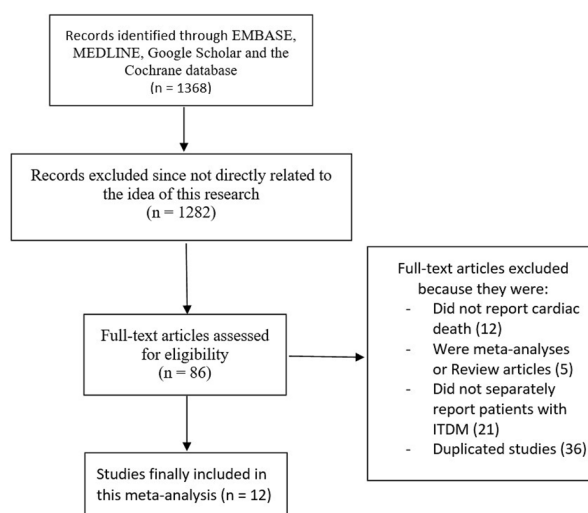 Records identified through EMBASE,
MEDLINE, Google Scholar and the
Cochrane database
(n = 1368)
Records excluded since not directely related to
the idea of this research
(n = 1282)
Full-text articles assessed
for eligibility
(n = 86)
Full-text articles excluded
because they were:
- Did not report cardiac
death (12)
- Were meta-analyses
or Review articles (5)
- Did not separately
report patients with
ITDM (21)
- Duplicated studies (36)
Studies finally included in
this meta-analysis (n = 12)